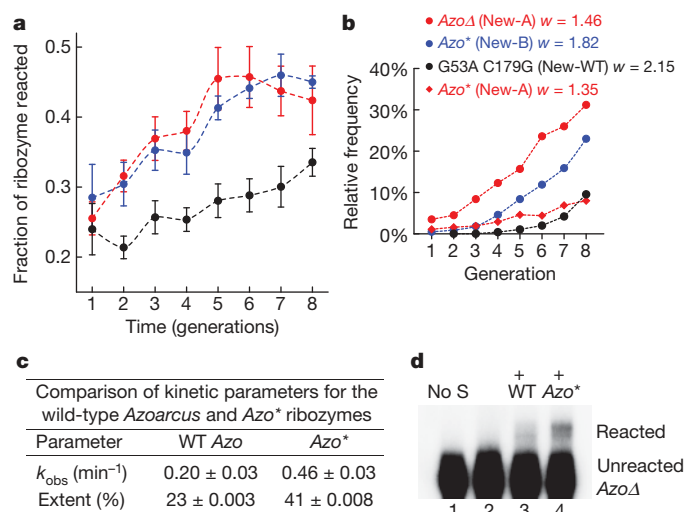 a
Fraction of ribozyme reacted
0.5
0.4
0.3
0.2
1 2 3 4 5 6 7 8
Time (generations)
b
AzoΔ (New-A) w = 1.46
Azo* (New-B) w = 1.82
G53A C179G (New-WT) w = 2.15
Azo* (New-A) w = 1.35
Relative frequency
40%
30%
20%
10%
0%
1 2 3 4 5 6 7 8
Generation
c
Comparison of kinetic parameters for the
wild-type Azoarcus and Azo* ribozymes
Parameter WT Azo Azo*
kobs (min⁻¹) 0.20 ± 0.03 0.46 ± 0.03
Extent (%) 23 ± 0.003 41 ± 0.008
d
+ +
No S WT Azo*
Reacted
Unreacted
AzoΔ
1 2 3 4